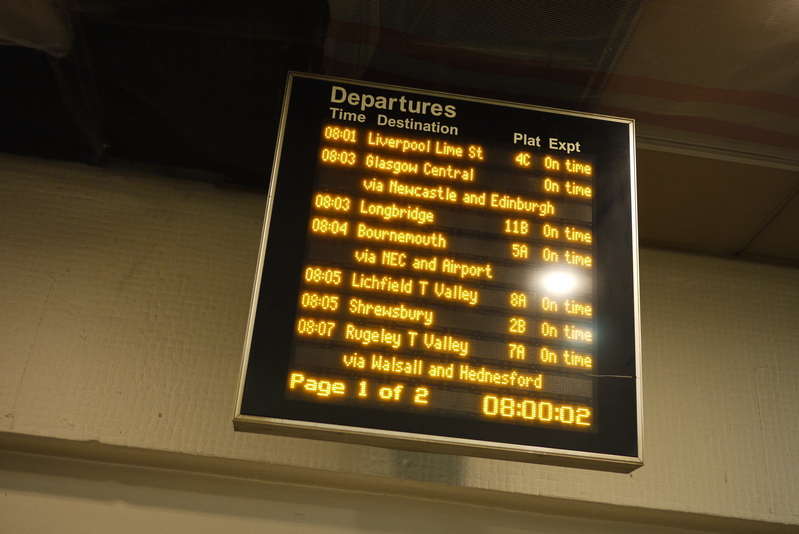 Departures
Time Destination Plat Expt
08:01 Liverpool Lime St 4C On time
08:03 Glasgow Central On time
via Newcastle and Edinburgh
08:03 Longbridge 11B On time
08:04 Bournemouth 5A On time
via NEC and Airport
08:05 Lichfield T Valley 8A On time
08:05 Shrewsbury 2B On time
08:07 Rugeley T Valley 7A On time
via Walsall and Hednesford
Page 1 of 2 08:00:02